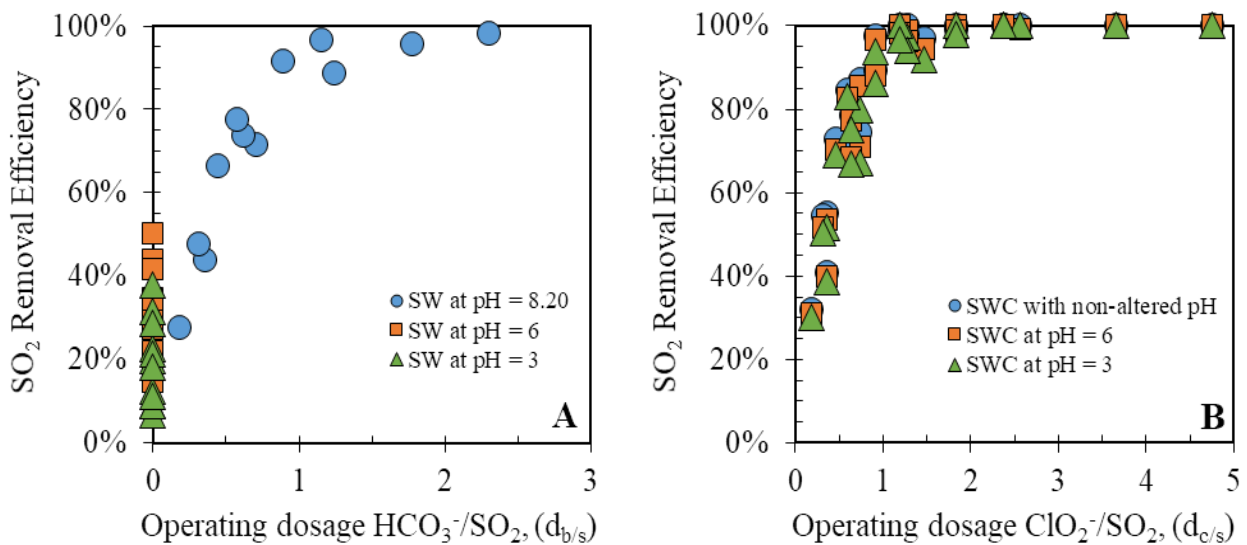 100%
80%
60%
40%
20%
0%
SO₂ Removal Efficiency
SW at pH = 8.20
SW at pH = 6
SW at pH = 3
A
0 1 2 3
Operating dosage HCO₃⁻/SO₂, (d_b/s)
100%
80%
60%
40%
20%
0%
SO₂ Removal Efficiency
SWC with non-altered pH
SWC at pH = 6
SWC at pH = 3
B
0 1 2 3 4 5
Operating dosage ClO₂⁻/SO₂, (d_c/s)